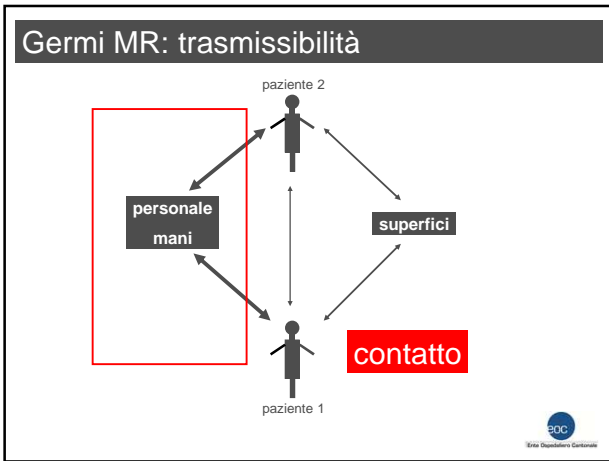 Germi MR: trasmissibilità
paziente 2
personale
mani
superfici
contatto
paziente 1
eoc
Ente Ospedaliero Cantonale